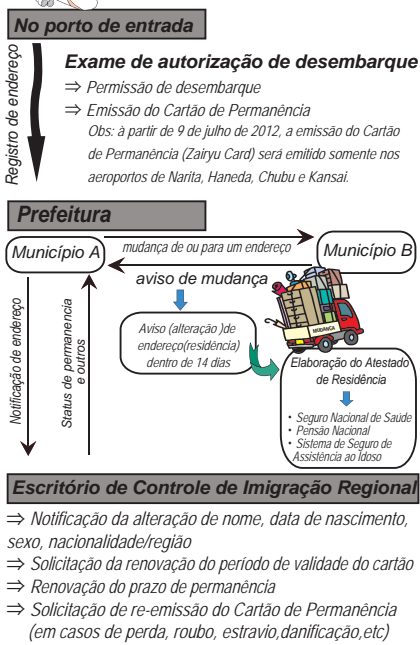 No porto de entrada
Registro de endereço
Exame de autorização de desembarque
⇒ Permissão de desembarque
⇒ Emissão do Cartão de Permanência
Obs: à partir de 9 de julho de 2012, a emissão do Cartão
de Permanência (Zairyu Card) será emitido somente nos
aeroportos de Narita, Haneda, Chubu e Kansai.
Prefeitura
Município A
mudança de ou para um endereço
Município B
aviso de mudança
Notificação de endereço
Status de permanencia
e outros
Aviso (alteração )de
endereço(residência)
dentro de 14 dias
MUDANÇA
Elaboração do Atestado
de Residência
• Seguro Nacional de Saúde
• Pensão Nacional
• Sistema de Seguro de
Assistência ao Idoso
Escritório de Controle de Imigração Regional
⇒ Notificação da alteração de nome, data de nascimento,
sexo, nacionalidade/região
⇒ Solicitação da renovação do período de validade do cartão
⇒ Renovação do prazo de permanência
⇒ Solicitação de re-emissão do Cartão de Permanência
(em casos de perda, roubo, estravio,danificação,etc)